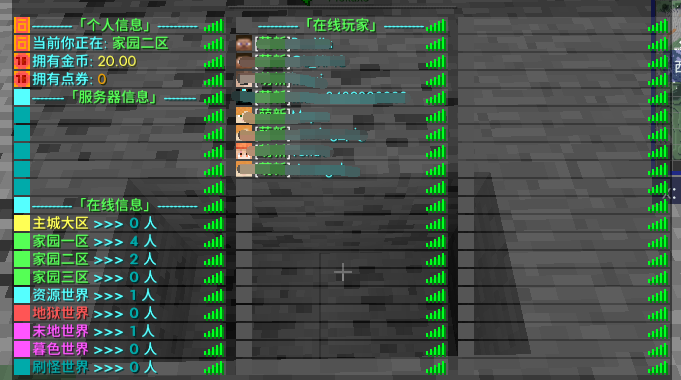 ----------「个人信息」----------
当前你正在: 家园二区
拥有金币: 20.00
拥有点券: 0
--------「服务器信息」--------
----------「在线信息」----------
主城大区 >>> 0 人
家园一区 >>> 4 人
家园二区 >>> 2 人
家园三区 >>> 0 人
资源世界 >>> 1 人
地狱世界 >>> 0 人
末地世界 >>> 1 人
暮色世界 >>> 0 人
刷怪世界 >>> 0 人
----------「在线玩家」----------
西